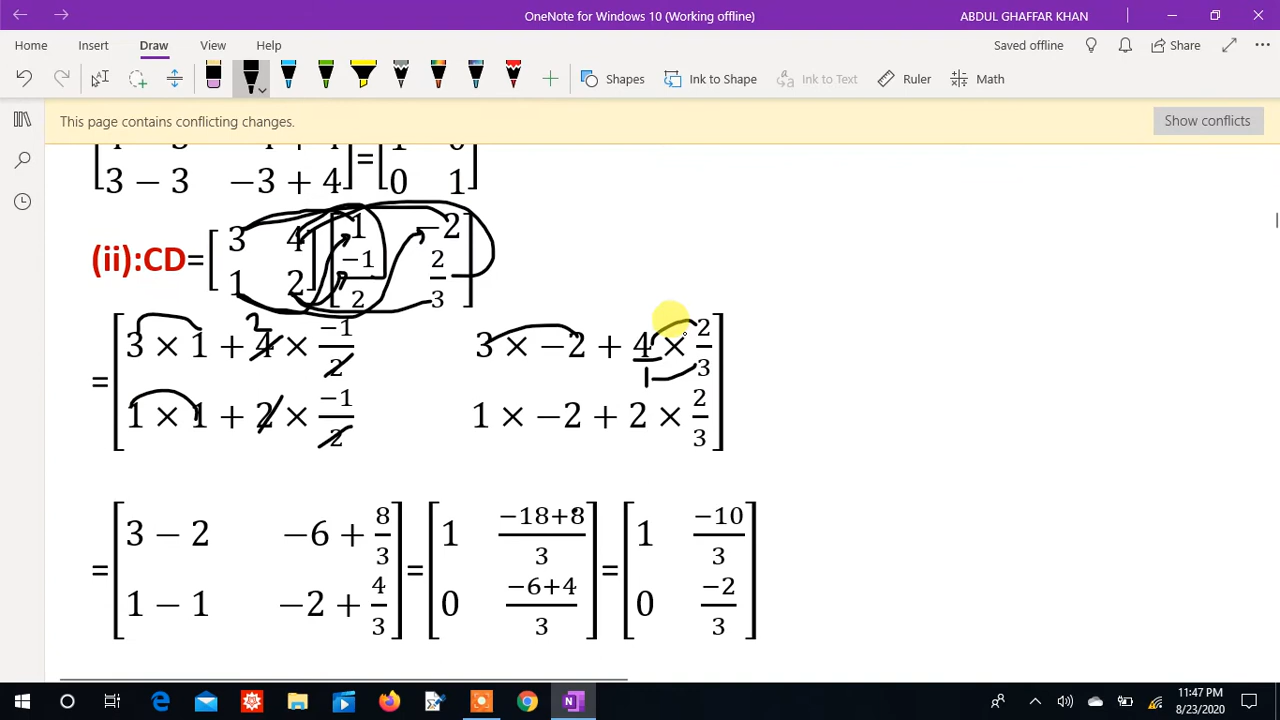 OneNote for Windows 10 (Working offline)
ABDUL GHAFFAR KHAN
Home Insert Draw View Help
Saved offline
Share
Shapes Ink to Shape Ink to Text Ruler Math
This page contains conflicting changes.
Show conflicts
[3 − 3 −3 + 4] = [0 1]
(ii):CD= [3 4; 1 2] [1 −2; −1/2 2/3]
= [3 × 1 + 4 × −1/2 3 × −2 + 4 × 2/3
1 × 1 + 2 × −1/2 1 × −2 + 2 × 2/3]
2
1
= [3 − 2 −6 + 8/3; 1 − 1 −2 + 4/3] = [1 −18+8/3; 0 −6+4/3] = [1 −10/3; 0 −2/3]
11:47 PM
8/23/2020